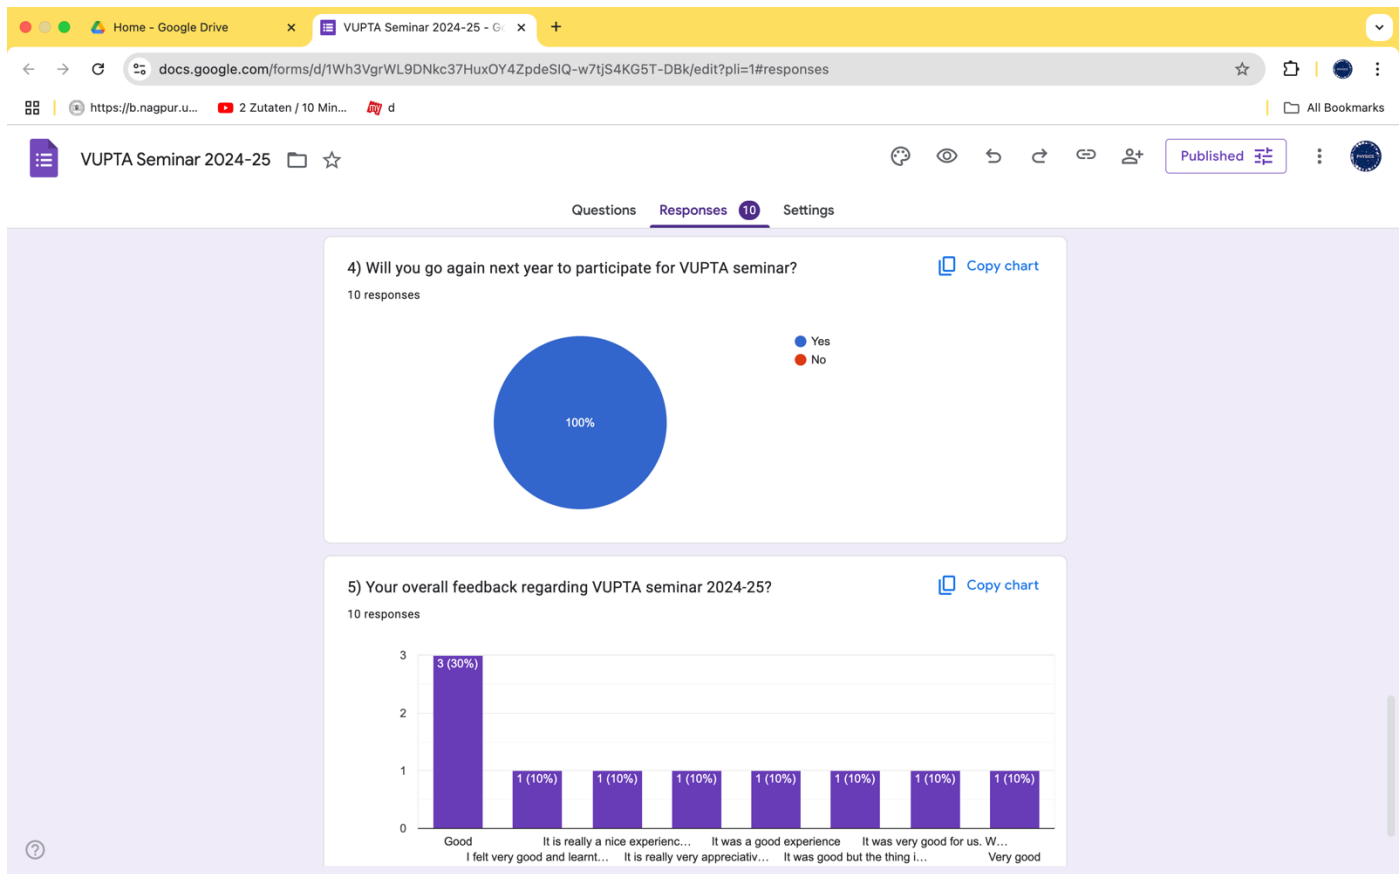 Home - Google Drive
VUPTA Seminar 2024-25 - Go
docs.google.com/forms/d/1Wh3VgrWL9DNkc37HuxOY4ZpdeSIQ-w7tjS4KG5T-DBk/edit?pli=1#responses
https://b.nagpur.u...
2 Zutaten / 10 Min...
my d
All Bookmarks
VUPTA Seminar 2024-25
Published
PHYSICS
Questions Responses 10 Settings
4) Will you go again next year to participate for VUPTA seminar?
Copy chart
10 responses
Yes
No
100%
5) Your overall feedback regarding VUPTA seminar 2024-25?
Copy chart
10 responses
3
2
1
0
3 (30%)
1 (10%) 1 (10%) 1 (10%) 1 (10%) 1 (10%) 1 (10%) 1 (10%)
Good It is really a nice experienc... It was a good experience It was very good for us. W...
I felt very good and learnt... It is really very appreciativ... It was good but the thing i... Very good